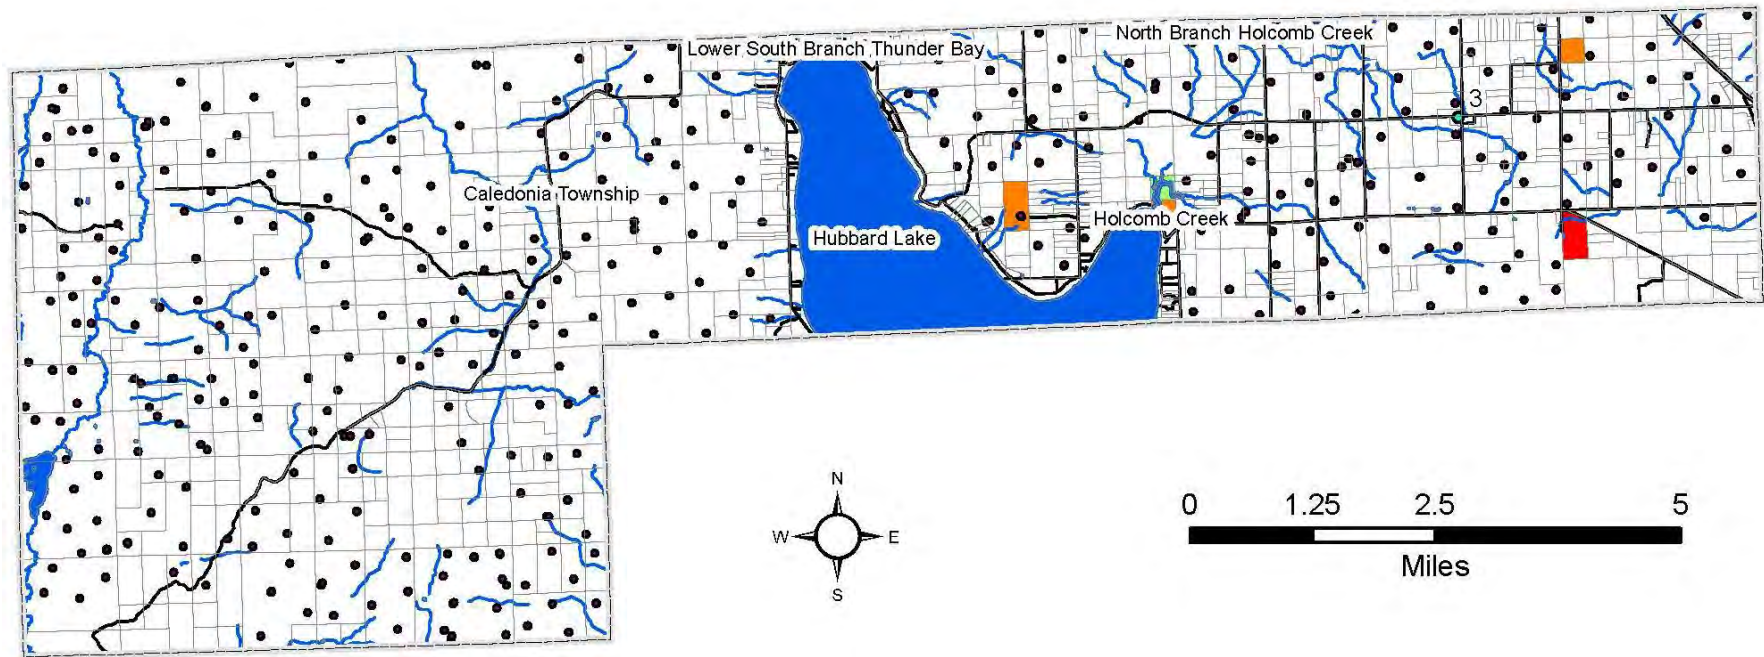 North Branch Holcomb Creek
Lower South Branch Thunder Bay
3
Caledonia Township
Holcomb Creek
Hubbard Lake
N
W E
S
0 1.25 2.5 5
Miles